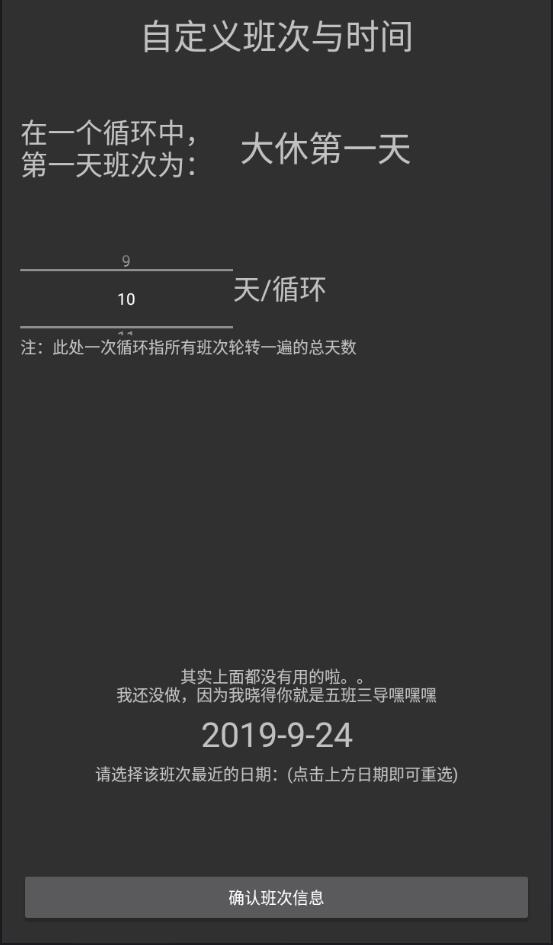 自定义班次与时间
在一个循环中，
第一天班次为：
大休第一天
9
10
天/循环
注：此处一次循环指所有班次轮转一遍的总天数
其实上面都没有用的啦。。
我还没做，因为我晓得你就是五班三导嘿嘿嘿
2019-9-24
请选择该班次最近的日期：(点击上方日期即可重选)
确认班次信息